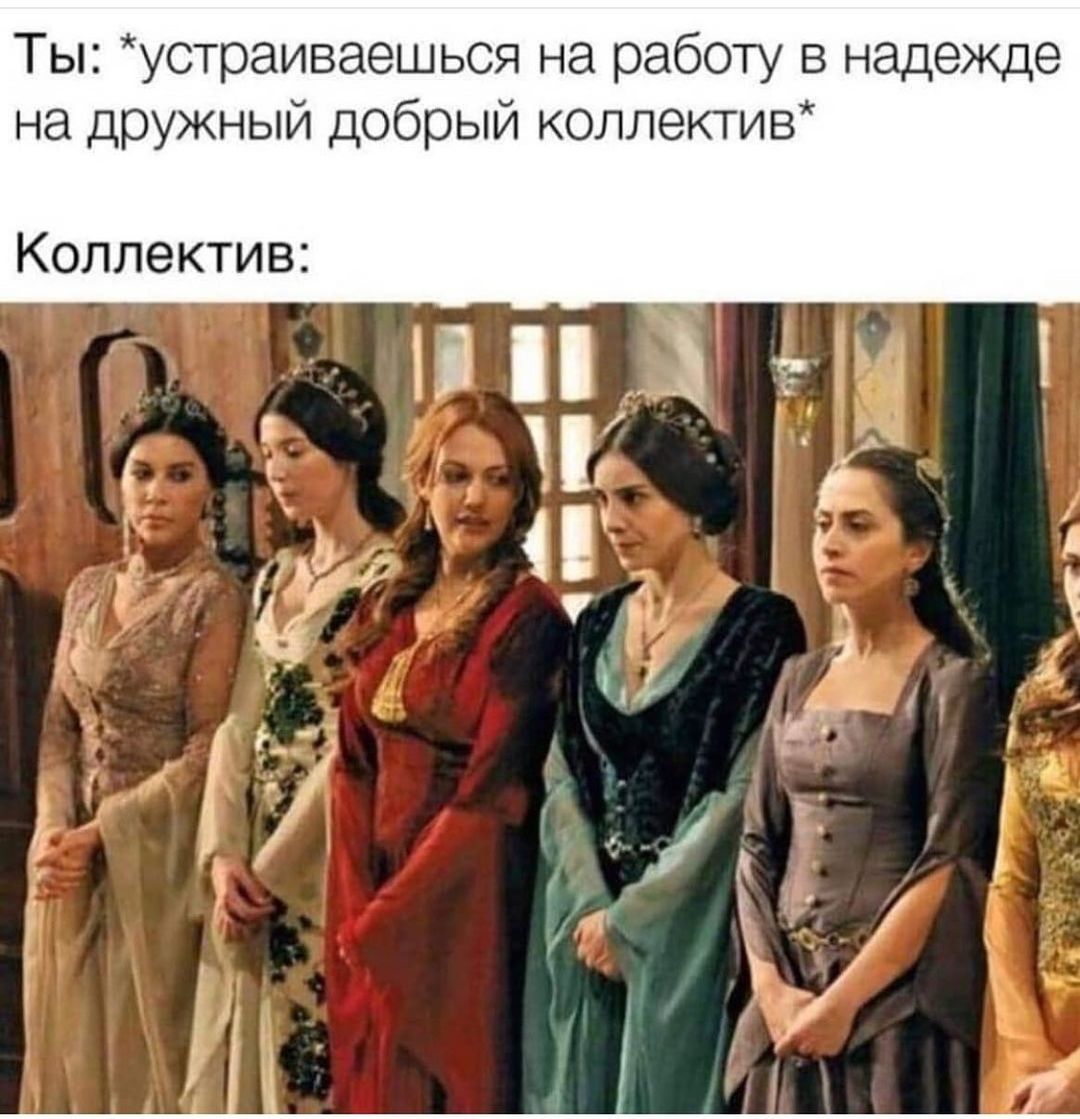 Ты: *устраиваешься на работу в надежде
на дружный добрый коллектив*
Коллектив: